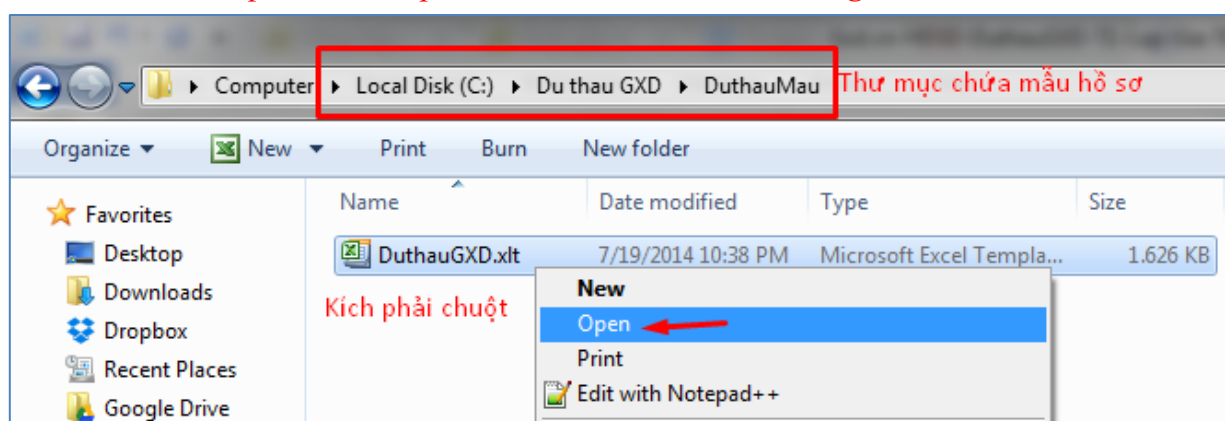 Computer ▸ Local Disk (C:) ▸ Du thau GXD ▸ DuthauMau Thư mục chứa mẫu hồ sơ
Organize New Print Burn New folder
Name Date modified Type Size
Favorites
Desktop
DuthauGXD.xlt 7/19/2014 10:38 PM Microsoft Excel Templa... 1.626 KB
Downloads
Kích phải chuột
New
Open
Dropbox
Print
Recent Places
Edit with Notepad++
Google Drive